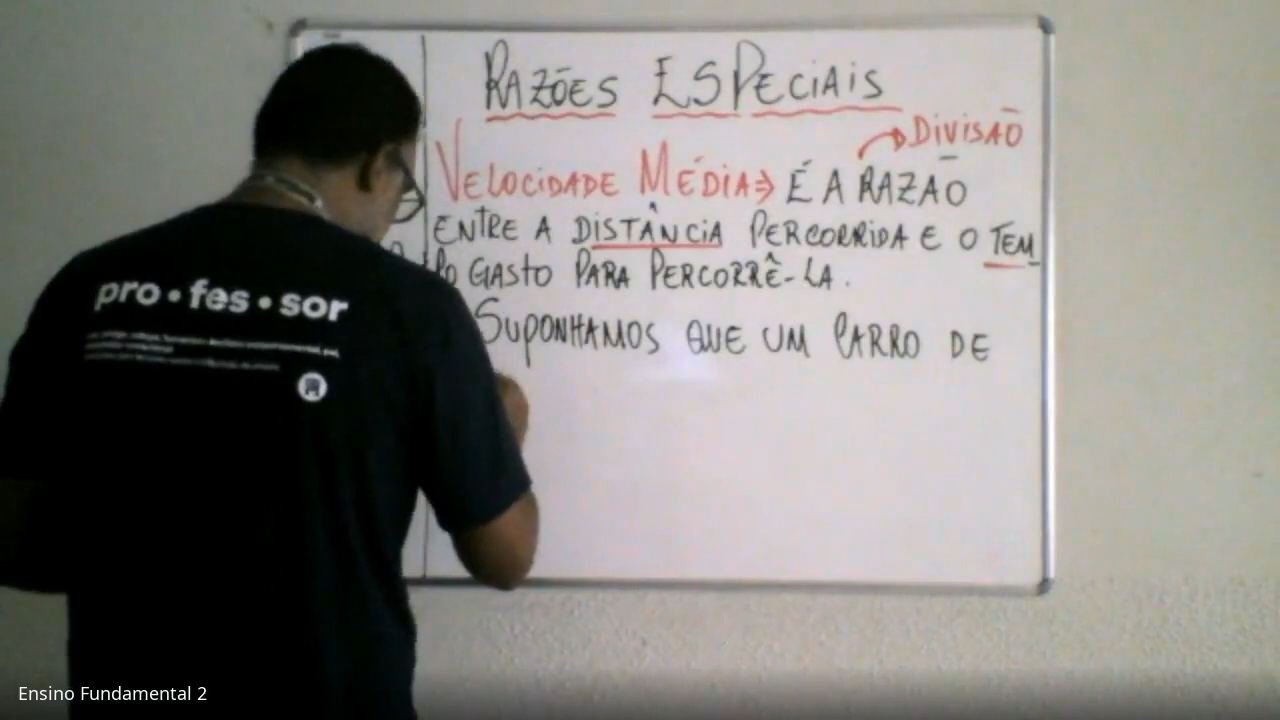 RAZÕES ESPECIAIS
DIVISÃO
VELOCIDADE MÉDIA⇒ É A RAZÃO
ENTRE A DISTÂNCIA PERCORRIDA E O TEM_
PO GASTO PARA PERCORRÊ-LA.
SUPONHAMOS QUE UM CARRO DE
pro•fes•sor
Ensino Fundamental 2